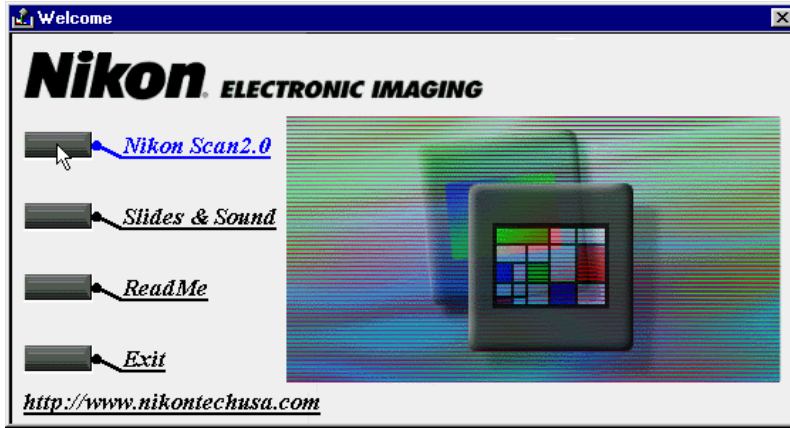 Welcome
Nikon ELECTRONIC IMAGING
Nikon Scan2.0
Slides & Sound
ReadMe
Exit
http://www.nikontechusa.com